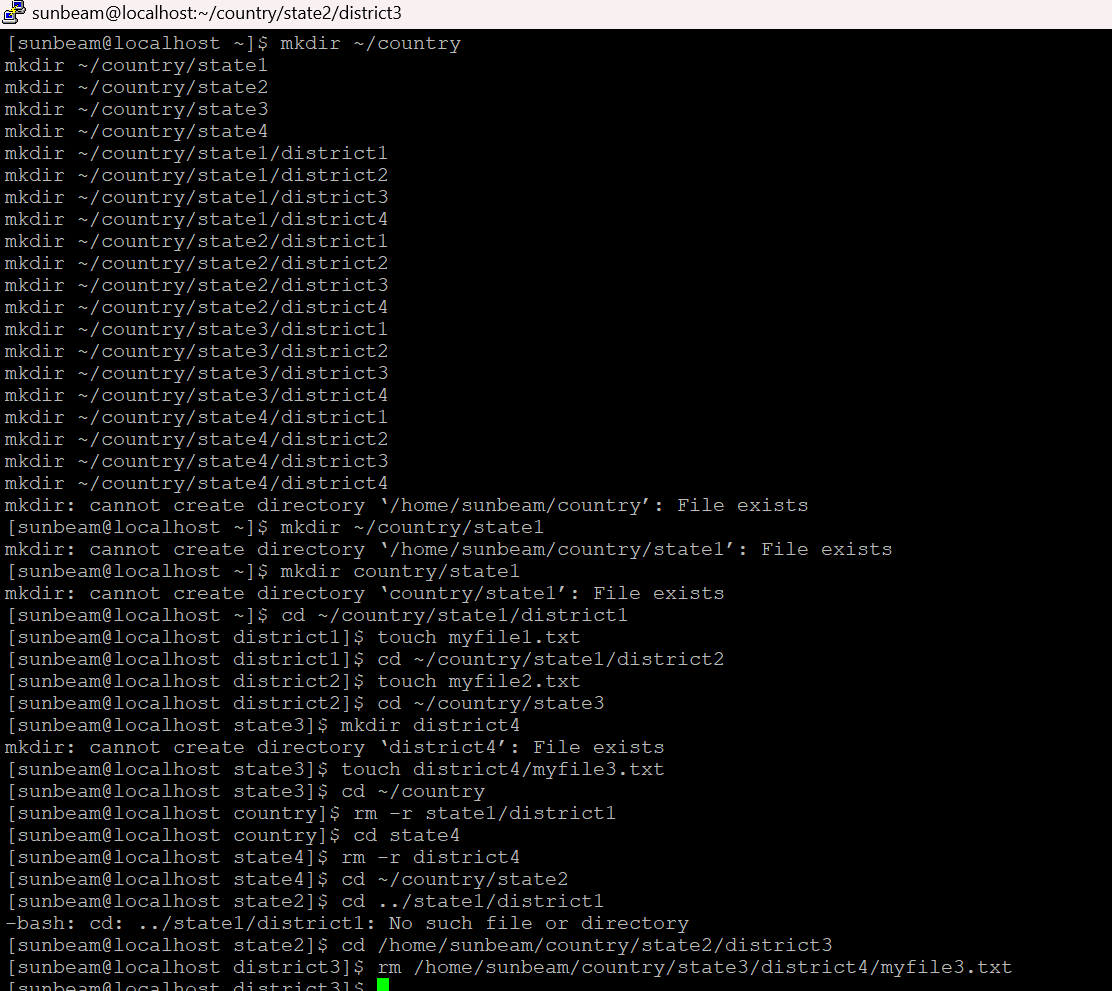 sunbeam@localhost:~/country/state2/district3
[sunbeam@localhost ~]$ mkdir ~/country
mkdir ~/country/state1
mkdir ~/country/state2
mkdir ~/country/state3
mkdir ~/country/state4
mkdir ~/country/state1/district1
mkdir ~/country/state1/district2
mkdir ~/country/state1/district3
mkdir ~/country/state1/district4
mkdir ~/country/state2/district1
mkdir ~/country/state2/district2
mkdir ~/country/state2/district3
mkdir ~/country/state2/district4
mkdir ~/country/state3/district1
mkdir ~/country/state3/district2
mkdir ~/country/state3/district3
mkdir ~/country/state3/district4
mkdir ~/country/state4/district1
mkdir ~/country/state4/district2
mkdir ~/country/state4/district3
mkdir ~/country/state4/district4
mkdir: cannot create directory ‘/home/sunbeam/country’: File exists
[sunbeam@localhost ~]$ mkdir ~/country/state1
mkdir: cannot create directory ‘/home/sunbeam/country/state1’: File exists
[sunbeam@localhost ~]$ mkdir country/state1
mkdir: cannot create directory ‘country/state1’: File exists
[sunbeam@localhost ~]$ cd ~/country/state1/district1
[sunbeam@localhost district1]$ touch myfile1.txt
[sunbeam@localhost district1]$ cd ~/country/state1/district2
[sunbeam@localhost district2]$ touch myfile2.txt
[sunbeam@localhost district2]$ cd ~/country/state3
[sunbeam@localhost state3]$ mkdir district4
mkdir: cannot create directory ‘district4’: File exists
[sunbeam@localhost state3]$ touch district4/myfile3.txt
[sunbeam@localhost state3]$ cd ~/country
[sunbeam@localhost country]$ rm -r state1/district1
[sunbeam@localhost country]$ cd state4
[sunbeam@localhost state4]$ rm -r district4
[sunbeam@localhost state4]$ cd ~/country/state2
[sunbeam@localhost state2]$ cd ../state1/district1
-bash: cd: ../state1/district1: No such file or directory
[sunbeam@localhost state2]$ cd /home/sunbeam/country/state2/district3
[sunbeam@localhost district3]$ rm /home/sunbeam/country/state3/district4/myfile3.txt
[sunbeam@localhost district3]$